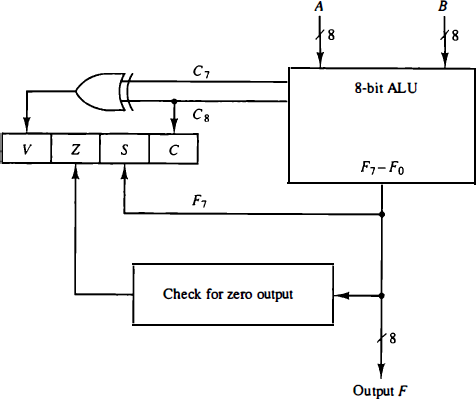 A B
8 8
C7
8-bit ALU
C8
V Z S C
F7 – F0
F7
Check for zero output
8
Output F